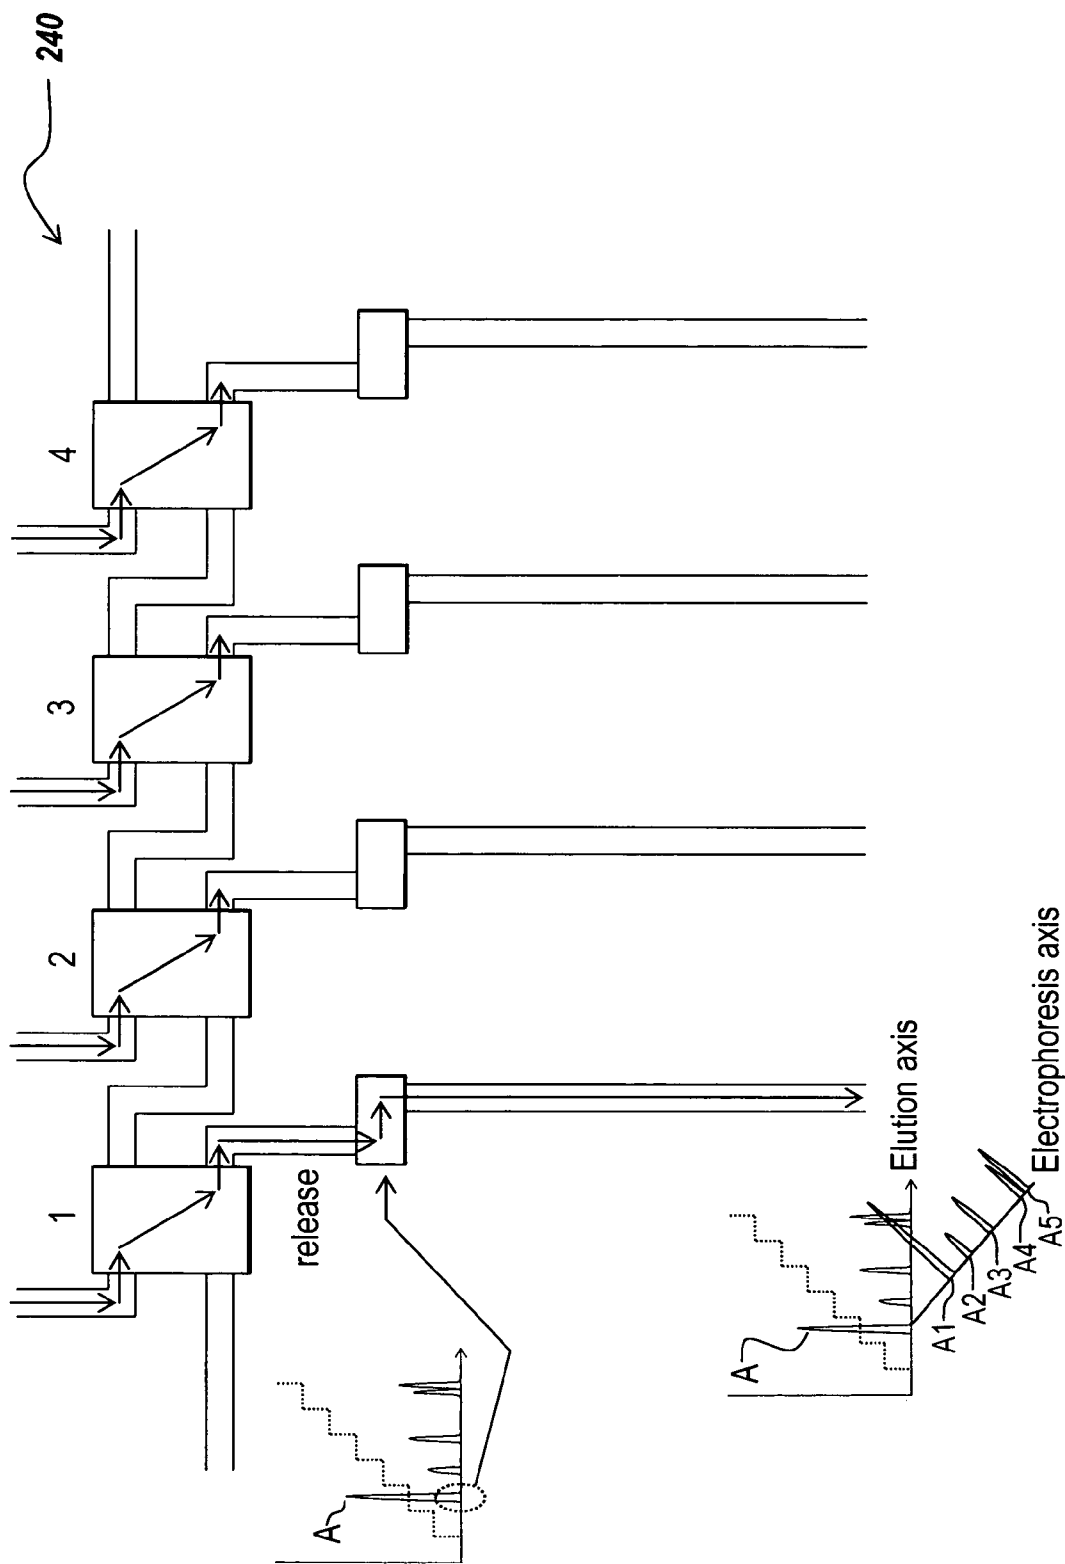 240
1
2
3
4
release
A
A
Elution axis
A1
A2
A3
A4
A5
Electrophoresis axis